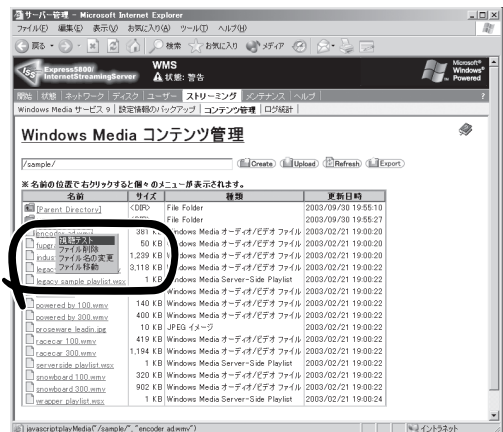 サーバー管理 - Microsoft Internet Explorer
ファイル(F) 編集(E) 表示(V) お気に入り(A) ツール(T) ヘルプ(H)
戻る 検索 お気に入り メディア
Express5800/
InternetStreamingServer
WMS
状態: 警告
Microsoft
Windows
Powered
開始 状態 ネットワーク ディスク ユーザー ストリーミング メンテナンス ヘルプ ?
Windows Media サービス 9 設定情報のバックアップ コンテンツ管理 ログ統計
Windows Media コンテンツ管理
/sample/ Create Upload Refresh Export
※ 名前の位置で右クリックすると個々のメニューが表示されます。
名前 サイズ 種類 更新日時
[Parent Directory] <DIR> File Folder 2003/09/30 19:55:10
<DIR> File Folder 2003/09/30 19:55:27
encoder ad.wmv 381 KB Windows Media オーディオ/ビデオ ファイル 2003/02/21 19:00:20
50 KB Windows Media オーディオ/ビデオ ファイル 2003/02/21 19:00:20
indus 1,239 KB Windows Media オーディオ/ビデオ ファイル 2003/02/21 19:00:20
legac 3,118 KB Windows Media オーディオ/ビデオ ファイル 2003/02/21 19:00:22
視聴テスト
ファイル削除
ファイル名の変更
ファイル移動
legacy sample playlist.wsx 1 KB Windows Media Server-Side Playlist 2003/02/21 19:00:22
powered by 100.wmv 140 KB Windows Media オーディオ/ビデオ ファイル 2003/02/21 19:00:22
powered by 300.wmv 400 KB Windows Media オーディオ/ビデオ ファイル 2003/02/21 19:00:22
proseware leadin.jpg 10 KB JPEG イメージ 2003/02/21 19:00:22
racecar 100.wmv 419 KB Windows Media オーディオ/ビデオ ファイル 2003/02/21 19:00:22
racecar 300.wmv 1,194 KB Windows Media オーディオ/ビデオ ファイル 2003/02/21 19:00:22
serverside playlist.wsx 1 KB Windows Media Server-Side Playlist 2003/02/21 19:00:22
snowboard 100.wmv 320 KB Windows Media オーディオ/ビデオ ファイル 2003/02/21 19:00:22
snowboard 300.wmv 902 KB Windows Media オーディオ/ビデオ ファイル 2003/02/21 19:00:22
wrapper playlist.wsx 1 KB Windows Media Server-Side Playlist 2003/02/21 19:00:24
javascript:playMedia("/sample/", "encoder ad.wmv") イントラネット